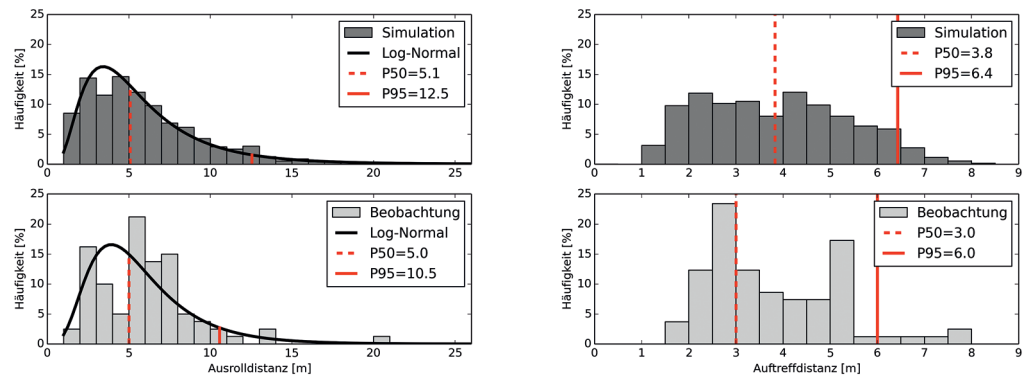 25
20
15
10
5
0
Häufigkeit [%]
0 5 10 15 20 25
Simulation
Log-Normal
P50=5.1
P95=12.5
25
20
15
10
5
0
Häufigkeit [%]
0 1 2 3 4 5 6 7 8 9
Simulation
P50=3.8
P95=6.4
25
20
15
10
5
0
Häufigkeit [%]
0 5 10 15 20 25
Ausrolldistanz [m]
Beobachtung
Log-Normal
P50=5.0
P95=10.5
25
20
15
10
5
0
Häufigkeit [%]
0 1 2 3 4 5 6 7 8 9
Auftreffdistanz [m]
Beobachtung
P50=3.0
P95=6.0